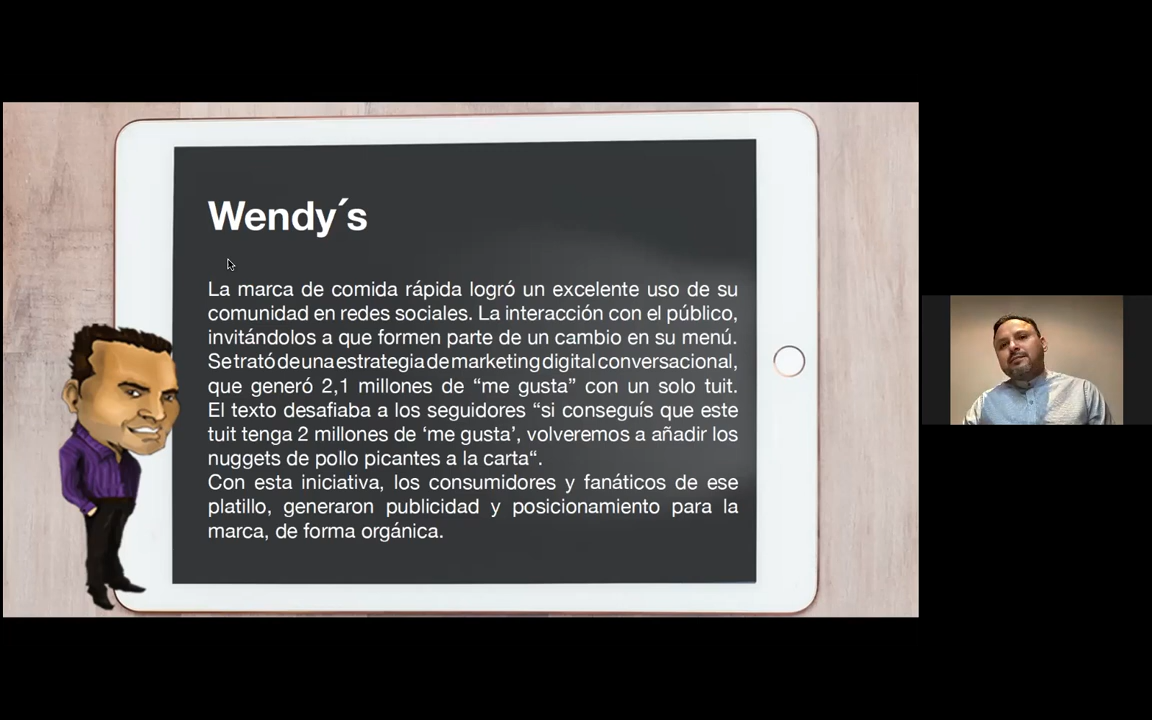 Wendy´s
La marca de comida rápida logró un excelente uso de su
comunidad en redes sociales. La interacción con el público,
invitándolos a que formen parte de un cambio en su menú.
Se trató de una estrategia de marketing digital conversacional,
que generó 2,1 millones de “me gusta” con un solo tuit.
El texto desafiaba a los seguidores “si conseguís que este
tuit tenga 2 millones de ‘me gusta’, volveremos a añadir los
nuggets de pollo picantes a la carta“.
Con esta iniciativa, los consumidores y fanáticos de ese
platillo, generaron publicidad y posicionamiento para la
marca, de forma orgánica.